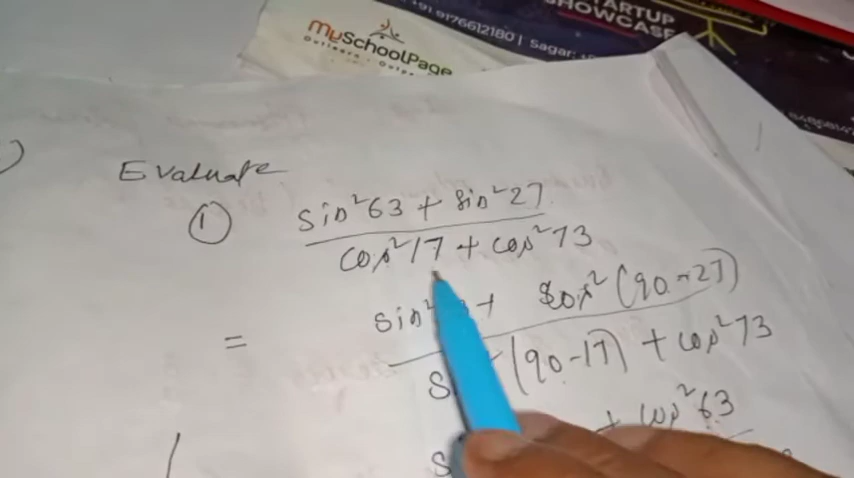 +91.9176612180 | Sagar:
STARTUP
SHOWCASE
MySchoolPage
Evaluate
① sin²63 + sin²27
cos²17 + cos²73
= sin² + cos²(90-27)
(90-17) + cos²73
+ cos²63